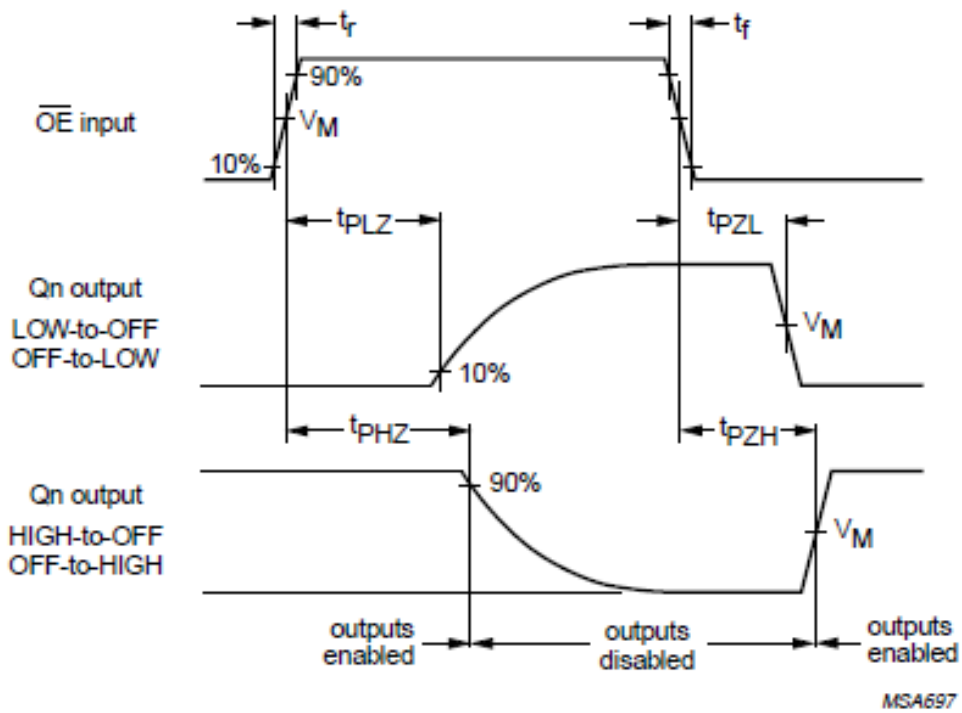 tr
tf
90%
OE input
VM
10%
tPLZ
tPZL
Qn output
LOW-to-OFF
OFF-to-LOW
VM
10%
tPHZ
tPZH
Qn output
HIGH-to-OFF
OFF-to-HIGH
90%
VM
outputs
enabled
outputs
disabled
outputs
enabled
MSA697